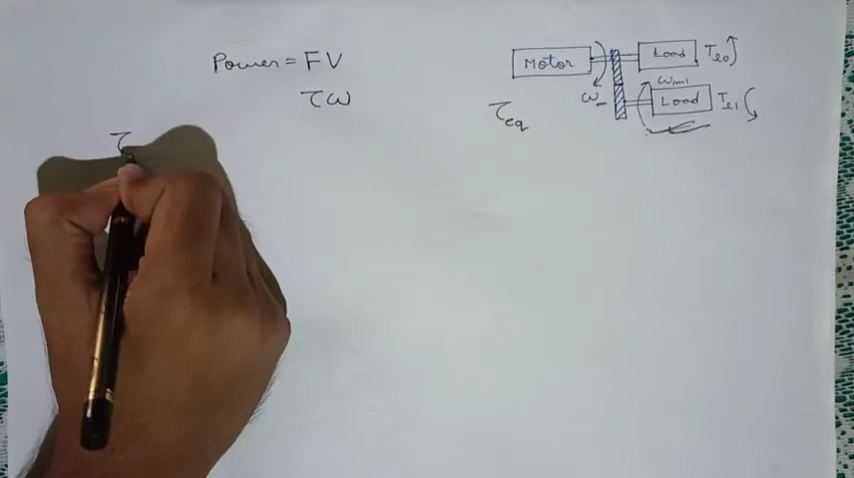 Power = FV
τω
Motor
Load
T_l0
ω_m
ω_m1
Load
T_l1
τ_eq
τ